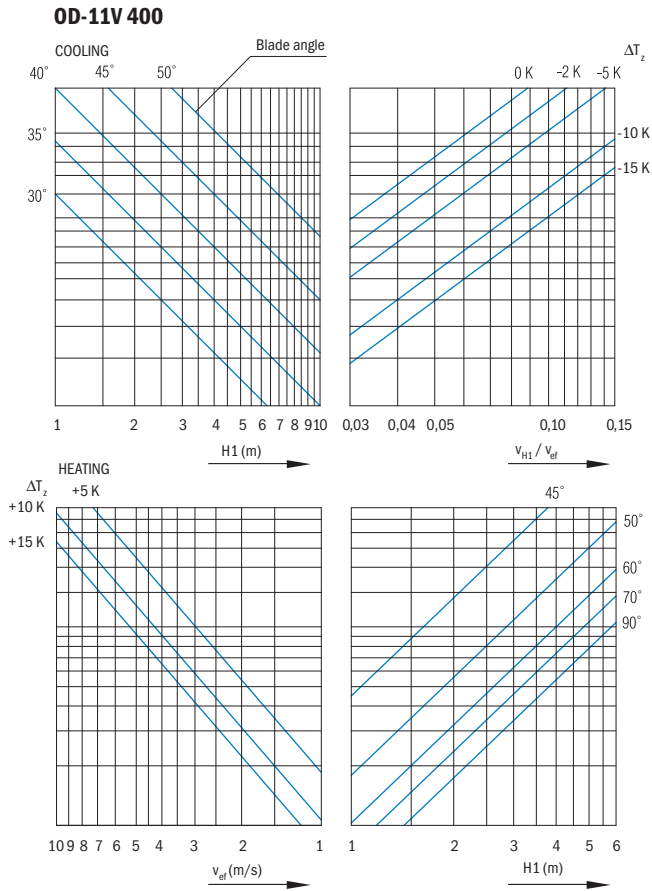 OD-11V 400
COOLING
Blade angle
40° 45° 50°
35°
30°
1 2 3 4 5 6 7 8 910
H1 (m)
ΔTz
0 K -2 K -5 K
-10 K
-15 K
0,03 0,04 0,05 0,10 0,15
vH1 / vef
HEATING
ΔTz
+5 K
+10 K
+15 K
10 9 8 7 6 5 4 3 2 1
vef (m/s)
45°
50°
60°
70°
90°
1 2 3 4 5 6
H1 (m)